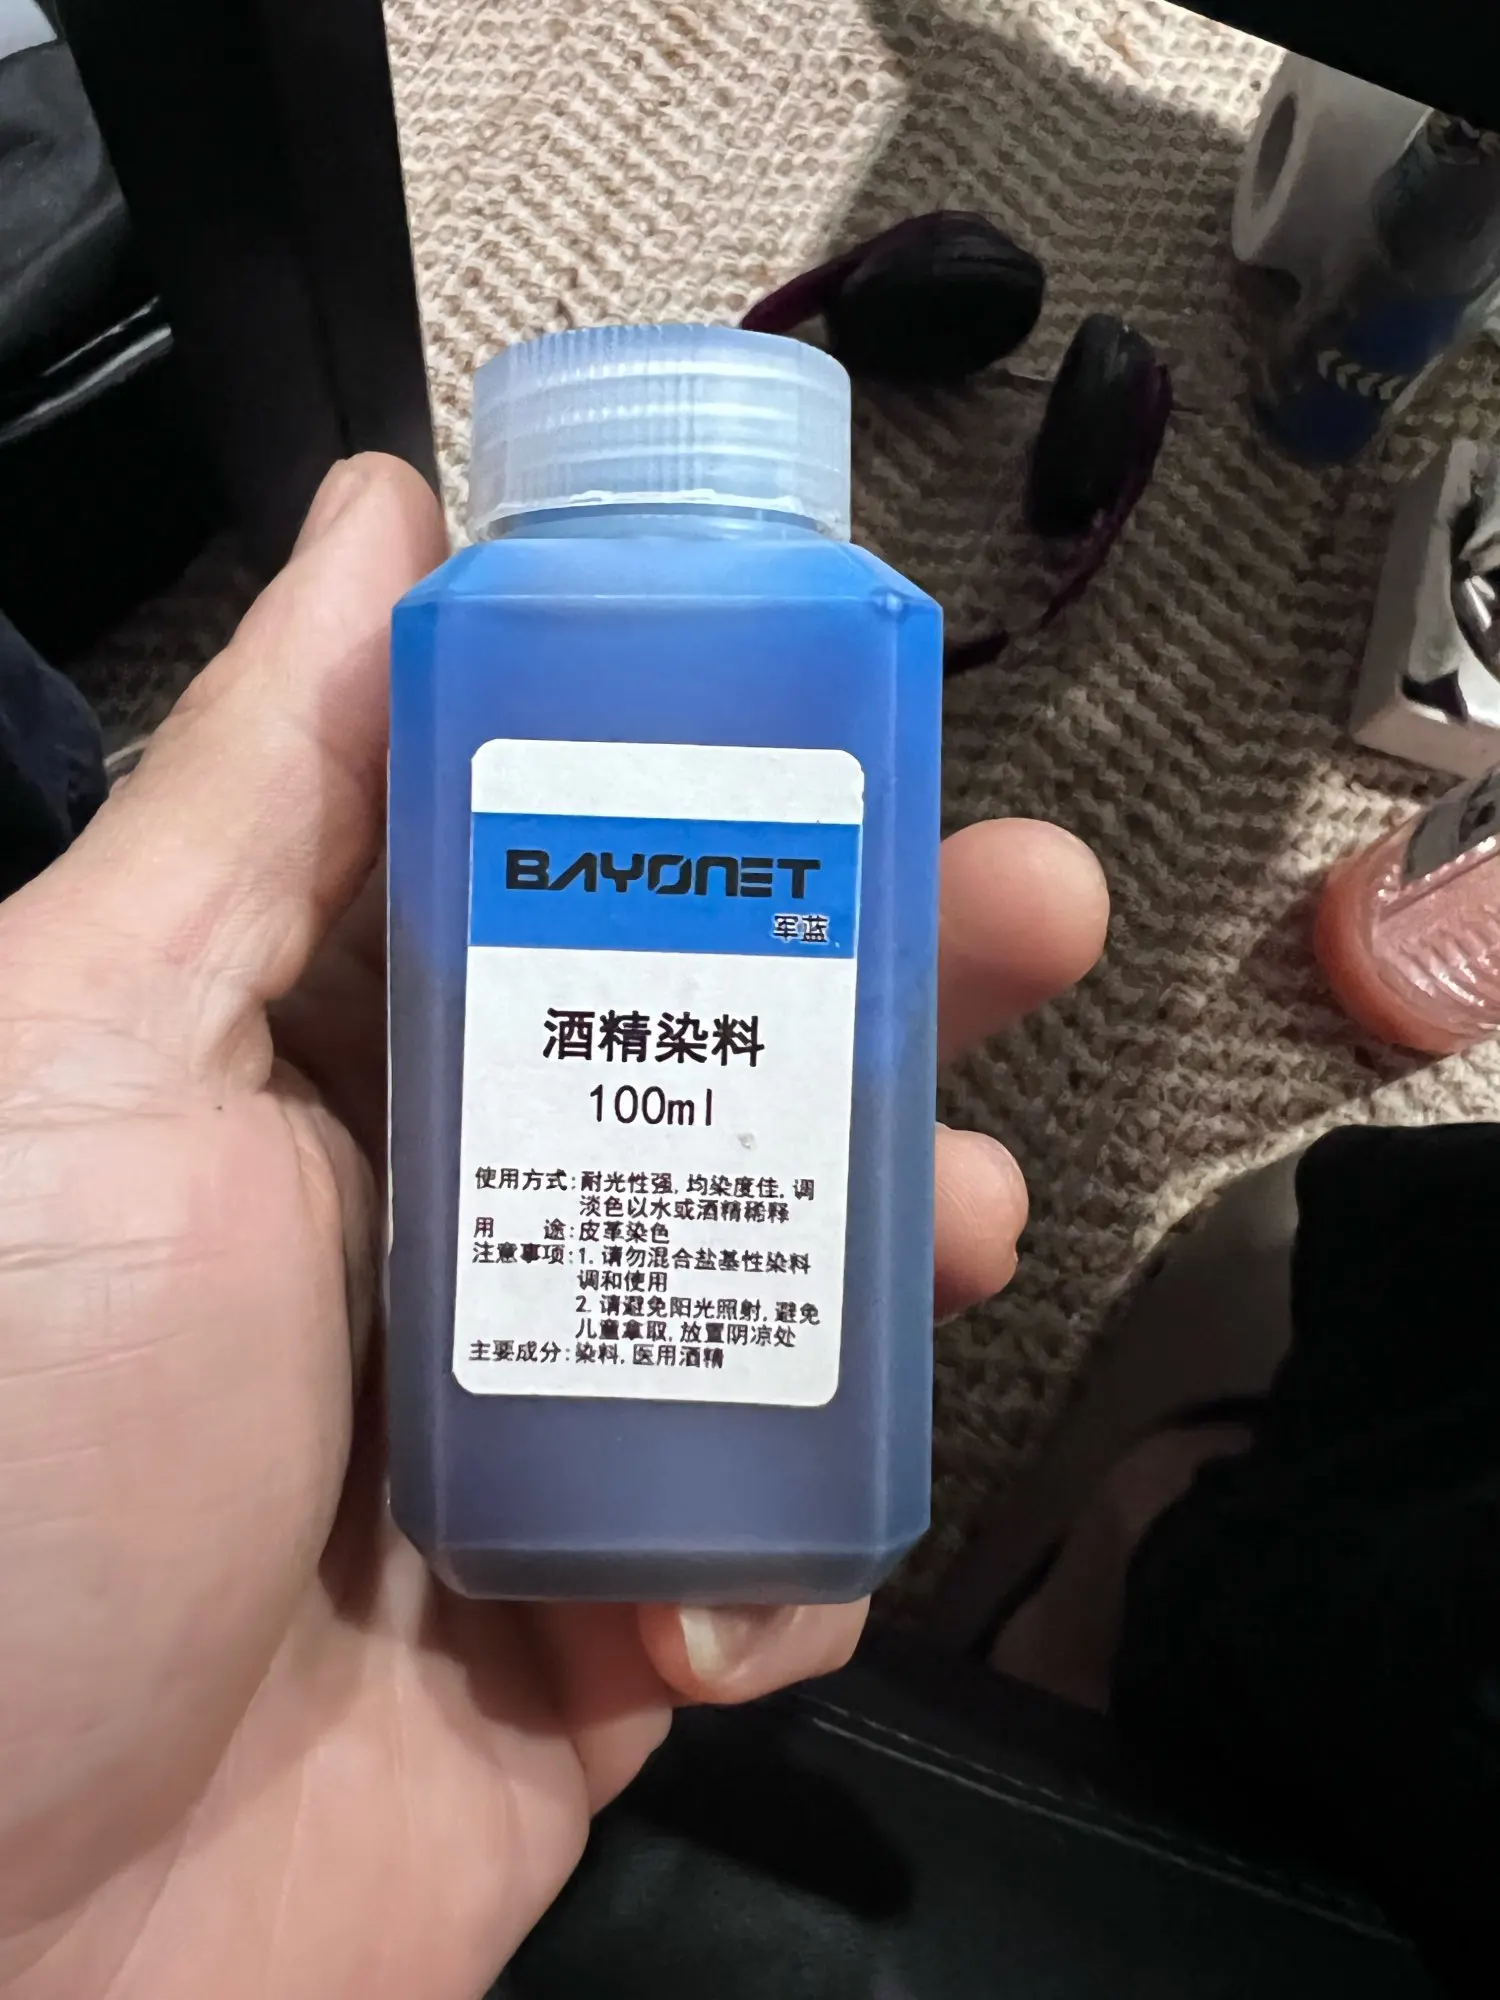 BAYONET
军蓝
酒精染料
100ml
使用方式:耐光性强,均染度佳,调
淡色以水或酒精稀释
用 途:皮革染色
注意事项:1.请勿混合盐基性染料
调和使用
2.请避免阳光照射,避免
儿童拿取,放置阴凉处
主要成分:染料,医用酒精